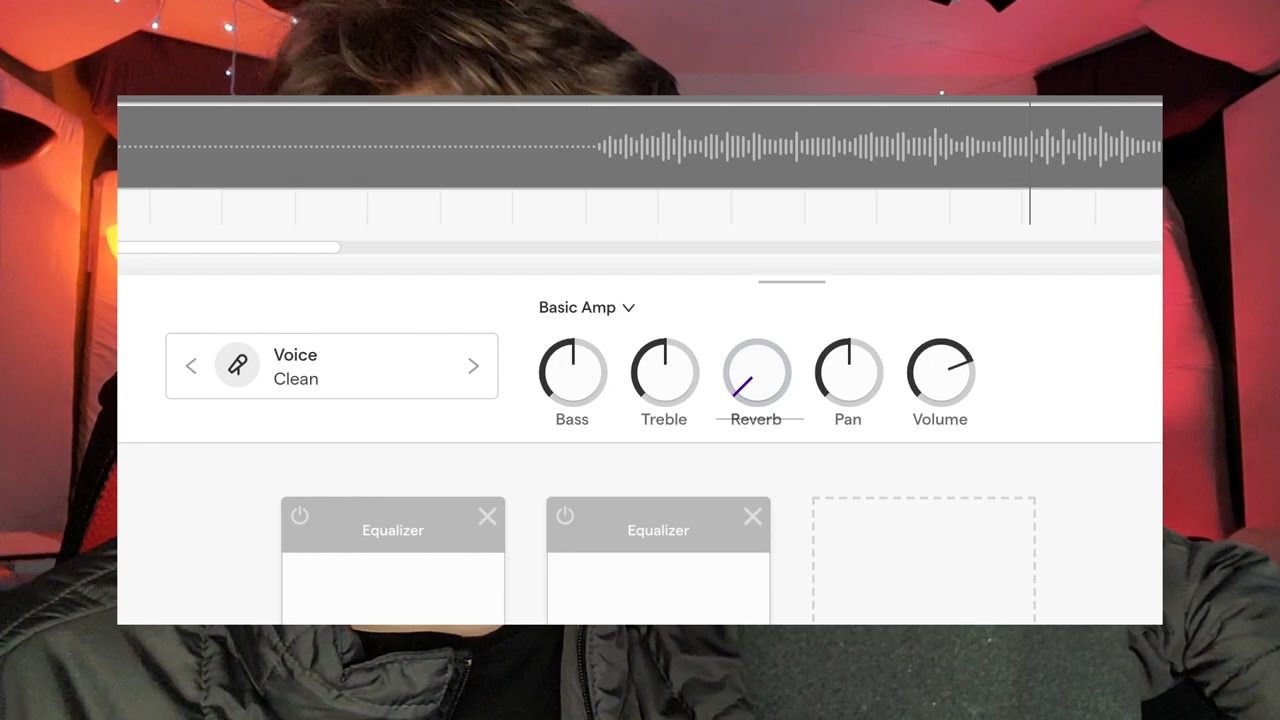 Basic Amp
Voice
Clean
Bass
Treble
Reverb
Pan
Volume
Equalizer
Equalizer